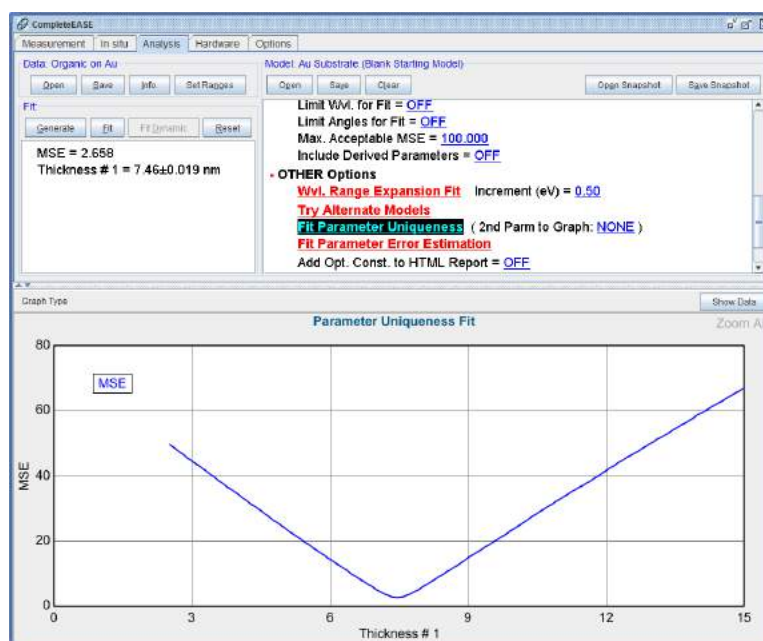 CompleteEASE
Measurement In situ Analysis Hardware Options
Data: Organic on Au
Open Save Info. Set Ranges
Fit:
Generate Fit Fit Dynamic Reset
MSE = 2.658
Thickness # 1 = 7.46±0.019 nm
Model: Au Substrate (Blank Starting Model)
Open Save Clear Open Snapshot Save Snapshot
Limit Wvl. for Fit = OFF
Limit Angles for Fit = OFF
Max. Acceptable MSE = 100.000
Include Derived Parameters = OFF
- OTHER Options
Wvl. Range Expansion Fit Increment (eV) = 0.50
Try Alternate Models
Fit Parameter Uniqueness ( 2nd Parm to Graph: NONE )
Fit Parameter Error Estimation
Add Opt. Const. to HTML Report = OFF
Graph Type
Show Data
Parameter Uniqueness Fit
Zoom A
MSE
80
60
40
20
0
MSE
0 3 6 9 12 15
Thickness # 1